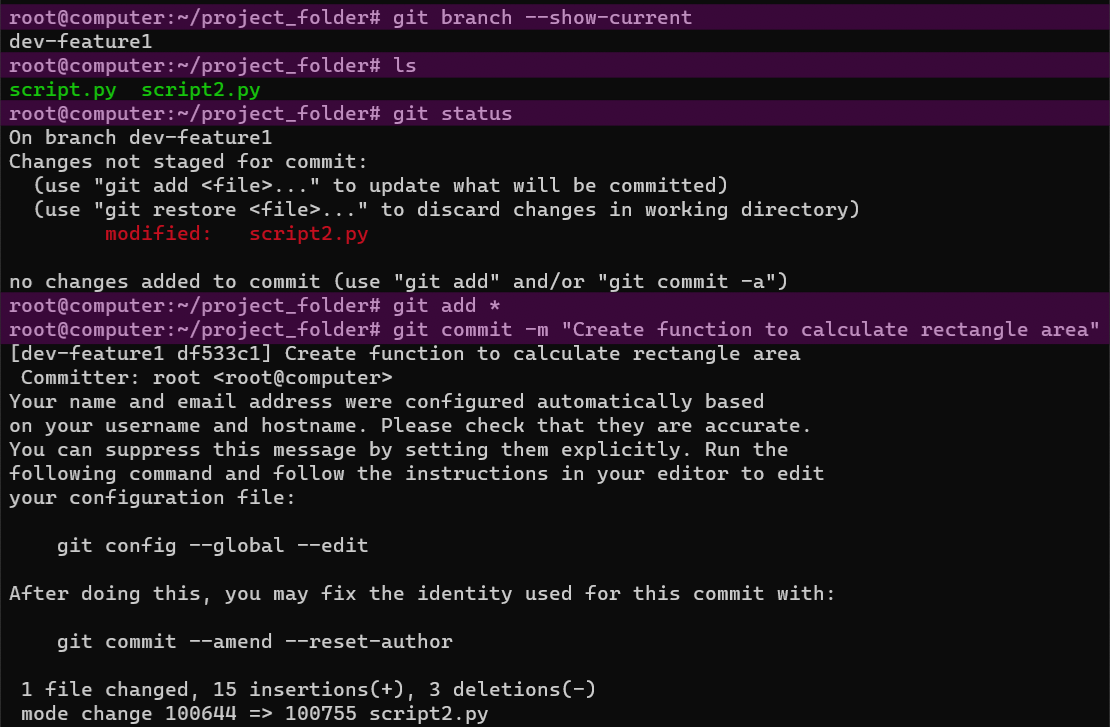 root@computer:~/project_folder# git branch --show-current
dev-feature1
root@computer:~/project_folder# ls
script.py  script2.py
root@computer:~/project_folder# git status
On branch dev-feature1
Changes not staged for commit:
  (use "git add <file>..." to update what will be committed)
  (use "git restore <file>..." to discard changes in working directory)
        modified:   script2.py

no changes added to commit (use "git add" and/or "git commit -a")
root@computer:~/project_folder# git add *
root@computer:~/project_folder# git commit -m "Create function to calculate rectangle area"
[dev-feature1 df533c1] Create function to calculate rectangle area
 Committer: root <root@computer>
Your name and email address were configured automatically based
on your username and hostname. Please check that they are accurate.
You can suppress this message by setting them explicitly. Run the
following command and follow the instructions in your editor to edit
your configuration file:

    git config --global --edit

After doing this, you may fix the identity used for this commit with:

    git commit --amend --reset-author

 1 file changed, 15 insertions(+), 3 deletions(-)
 mode change 100644 => 100755 script2.py